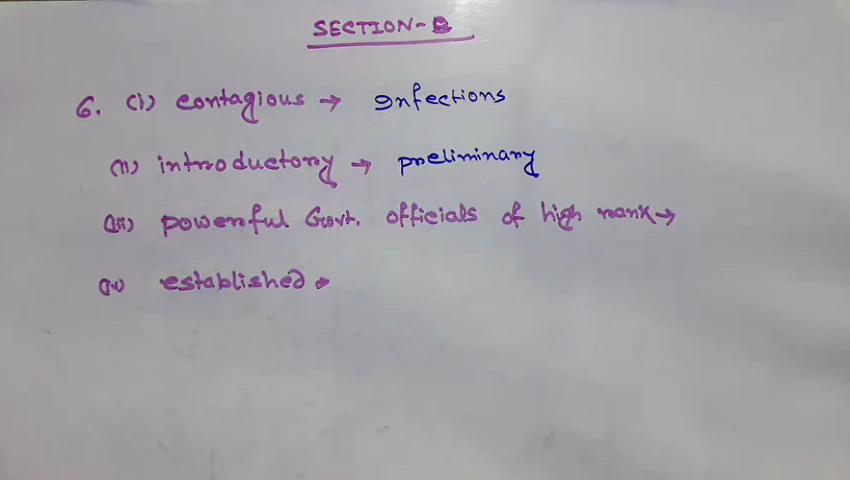 SECTION-B
6. (i) contagious → Infections
(ii) introductory → preliminary
(iii) powerful Govt. officials of high rank →
(iv) established →